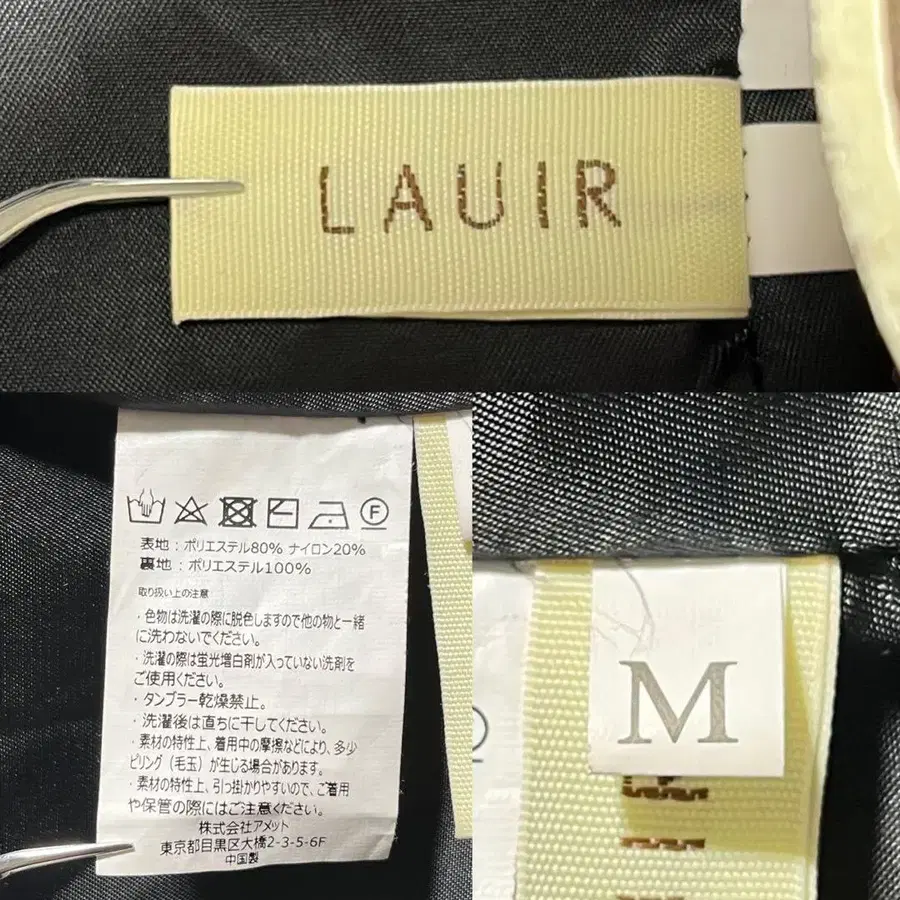 LAUIR
F
表地：ポリエステル80% ナイロン20%
裏地：ポリエステル100%
取り扱い上の注意
・色物は洗濯の際に脱色しますので他の物と一緒
に洗わないでください。
・洗濯の際は蛍光増白剤が入っていない洗剤を
ご使用ください。
・タンブラー乾燥禁止。
・洗濯後は直ちに干してください。
・素材の特性上、着用中の摩擦などにより、多少
ピリング（毛玉）が生じる場合があります。
・素材の特性上、引っ掛かりやすいので、ご着用
や保管の際にはご注意ください。
株式会社アメット
東京都目黒区大橋2-3-5-6F
中国製
M